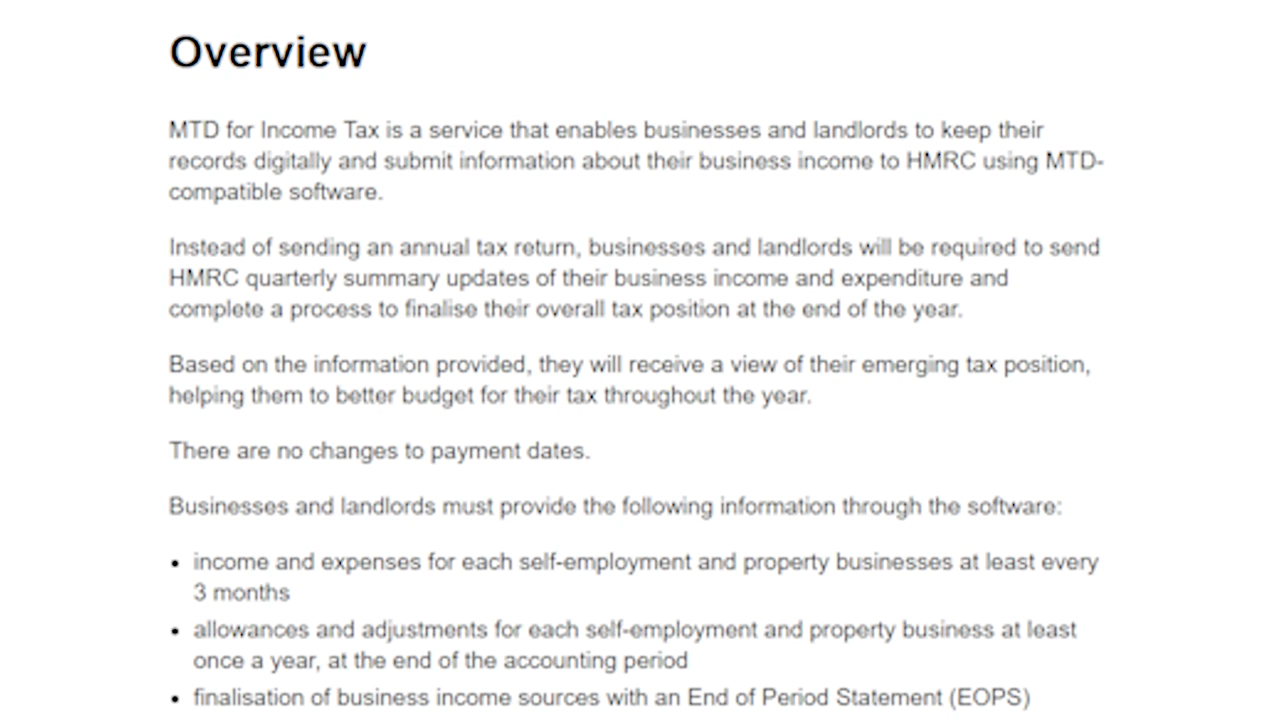 Overview
MTD for Income Tax is a service that enables businesses and landlords to keep their
records digitally and submit information about their business income to HMRC using MTD-
compatible software.
Instead of sending an annual tax return, businesses and landlords will be required to send
HMRC quarterly summary updates of their business income and expenditure and
complete a process to finalise their overall tax position at the end of the year.
Based on the information provided, they will receive a view of their emerging tax position,
helping them to better budget for their tax throughout the year.
There are no changes to payment dates.
Businesses and landlords must provide the following information through the software:
• income and expenses for each self-employment and property businesses at least every
3 months
• allowances and adjustments for each self-employment and property business at least
once a year, at the end of the accounting period
• finalisation of business income sources with an End of Period Statement (EOPS)